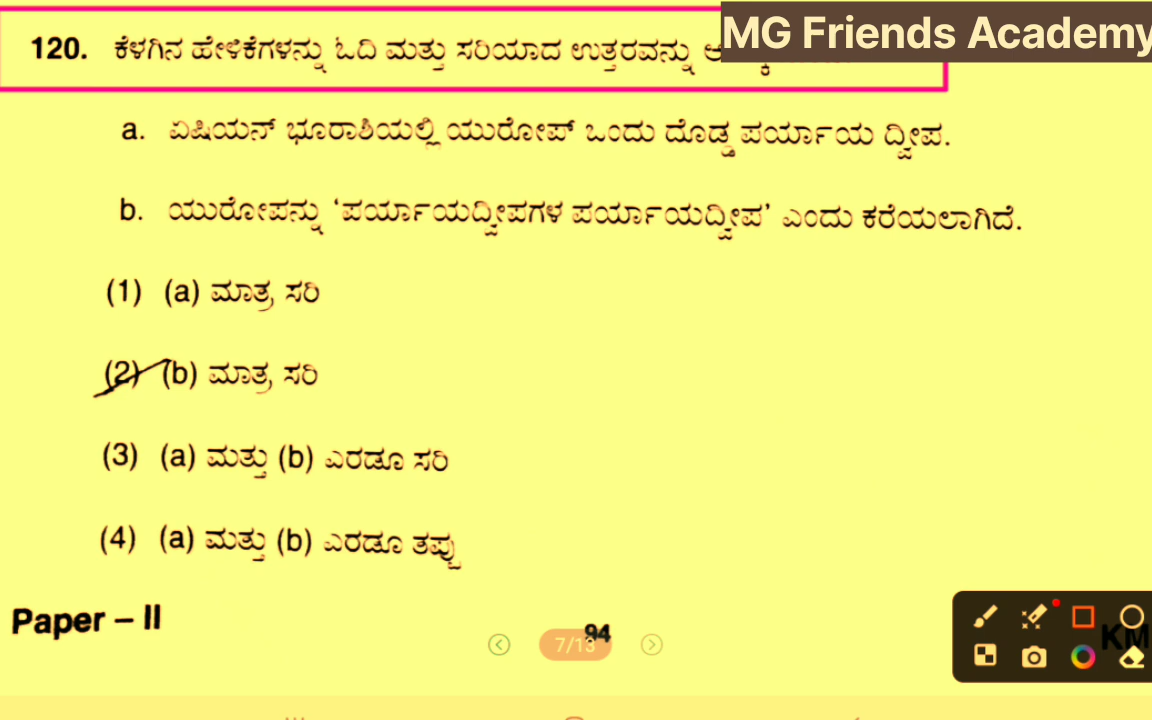 MG Friends Academy
120. ಕೆಳಗಿನ ಹೇಳಿಕೆಗಳನ್ನು ಓದಿ ಮತ್ತು ಸರಿಯಾದ ಉತ್ತರವನ್ನು
a. ಏಷಿಯನ್ ಭೂರಾಶಿಯಲ್ಲಿ ಯುರೋಪ್ ಒಂದು ದೊಡ್ಡ ಪರ್ಯಾಯ ದ್ವೀಪ.
b. ಯುರೋಪನ್ನು ‘ಪರ್ಯಾಯದ್ವೀಪಗಳ ಪರ್ಯಾಯದ್ವೀಪ’ ಎಂದು ಕರೆಯಲಾಗಿದೆ.
(1) (a) ಮಾತ್ರ ಸರಿ
(2) (b) ಮಾತ್ರ ಸರಿ
(3) (a) ಮತ್ತು (b) ಎರಡೂ ಸರಿ
(4) (a) ಮತ್ತು (b) ಎರಡೂ ತಪ್ಪು
Paper – II
94
7/13
KM